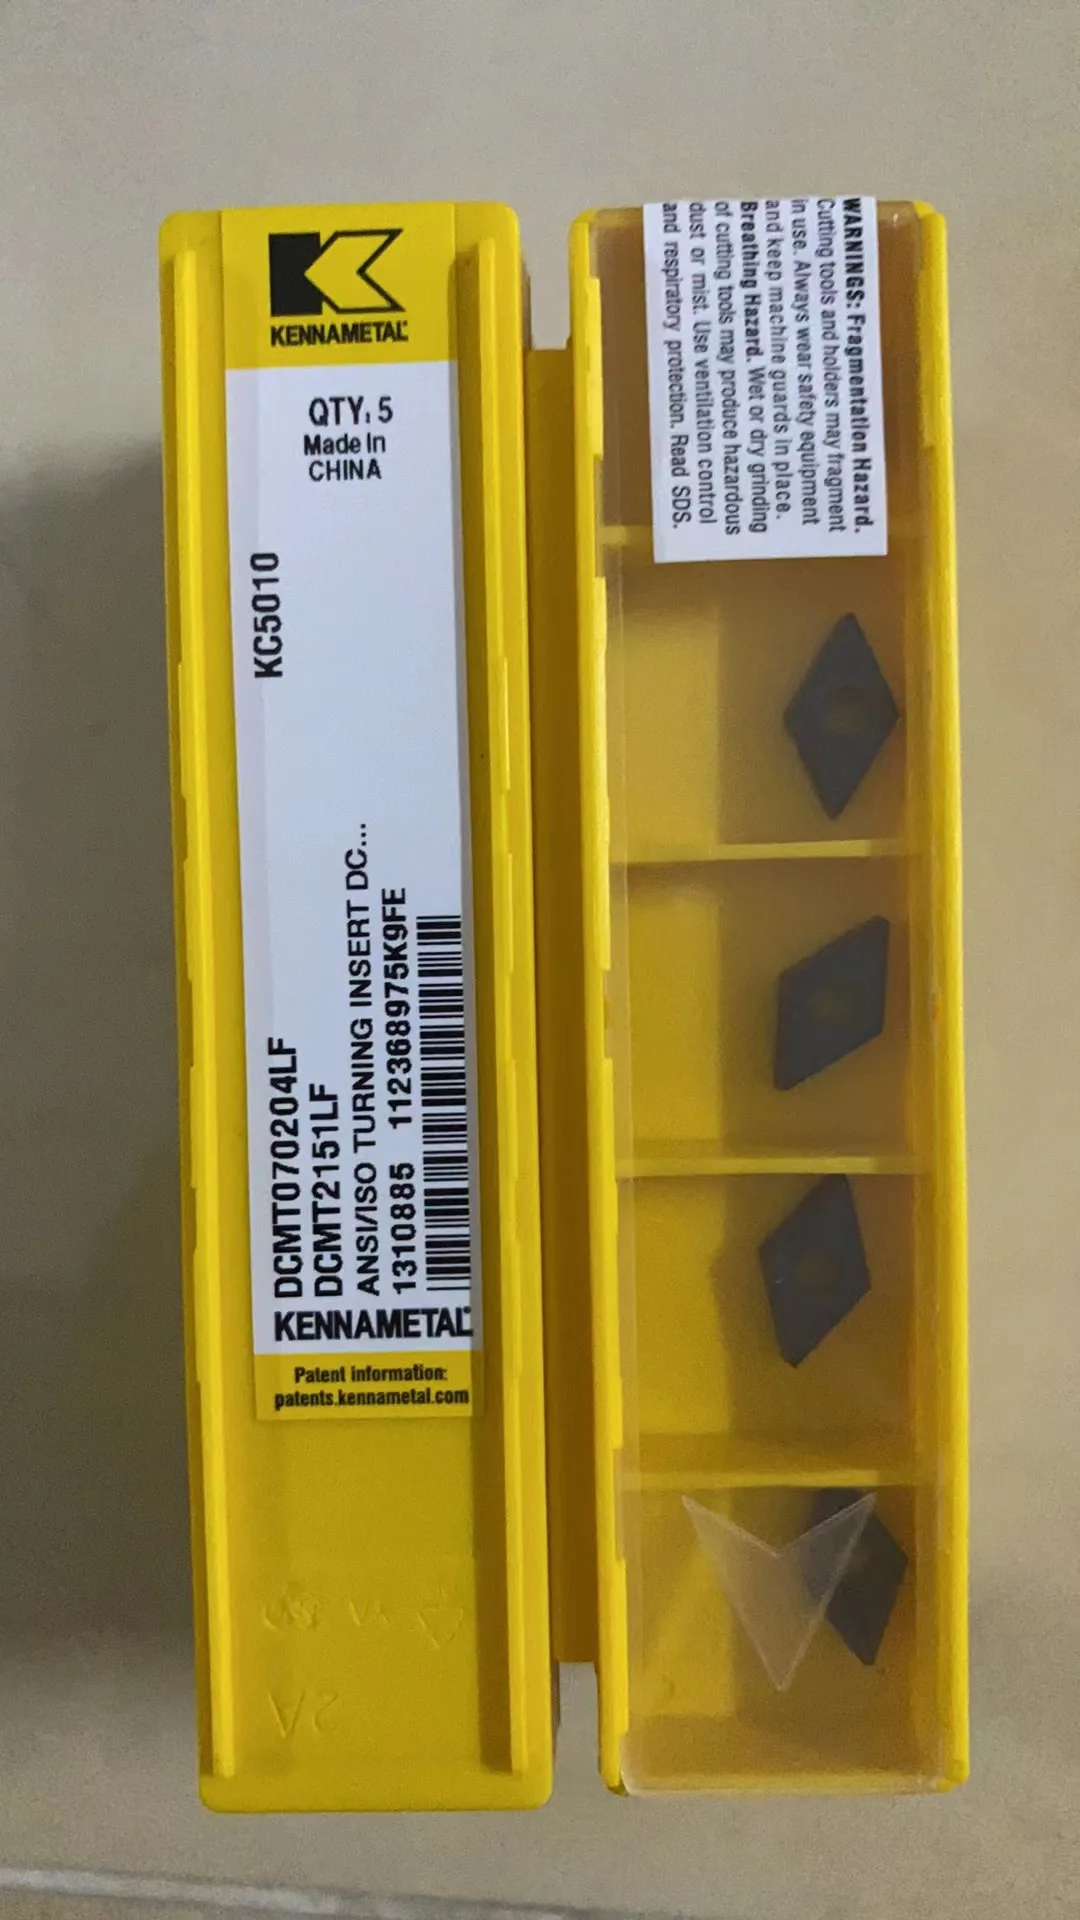 KENNAMETAL
QTY. 5
Made In
CHINA
KC5010
DCMT070204LF
DCMT2151LF
ANSI/ISO TURNING INSERT DC...
1310885 112368975K9FE
KENNAMETAL
Patent information:
patents.kennametal.com
2A
WARNINGS: Fragmentation Hazard.
Cutting tools and holders may fragment
in use. Always wear safety equipment
and keep machine guards in place.
Breathing Hazard. Wet or dry grinding
of cutting tools may produce hazardous
dust or mist. Use ventilation control
and respiratory protection. Read SDS.